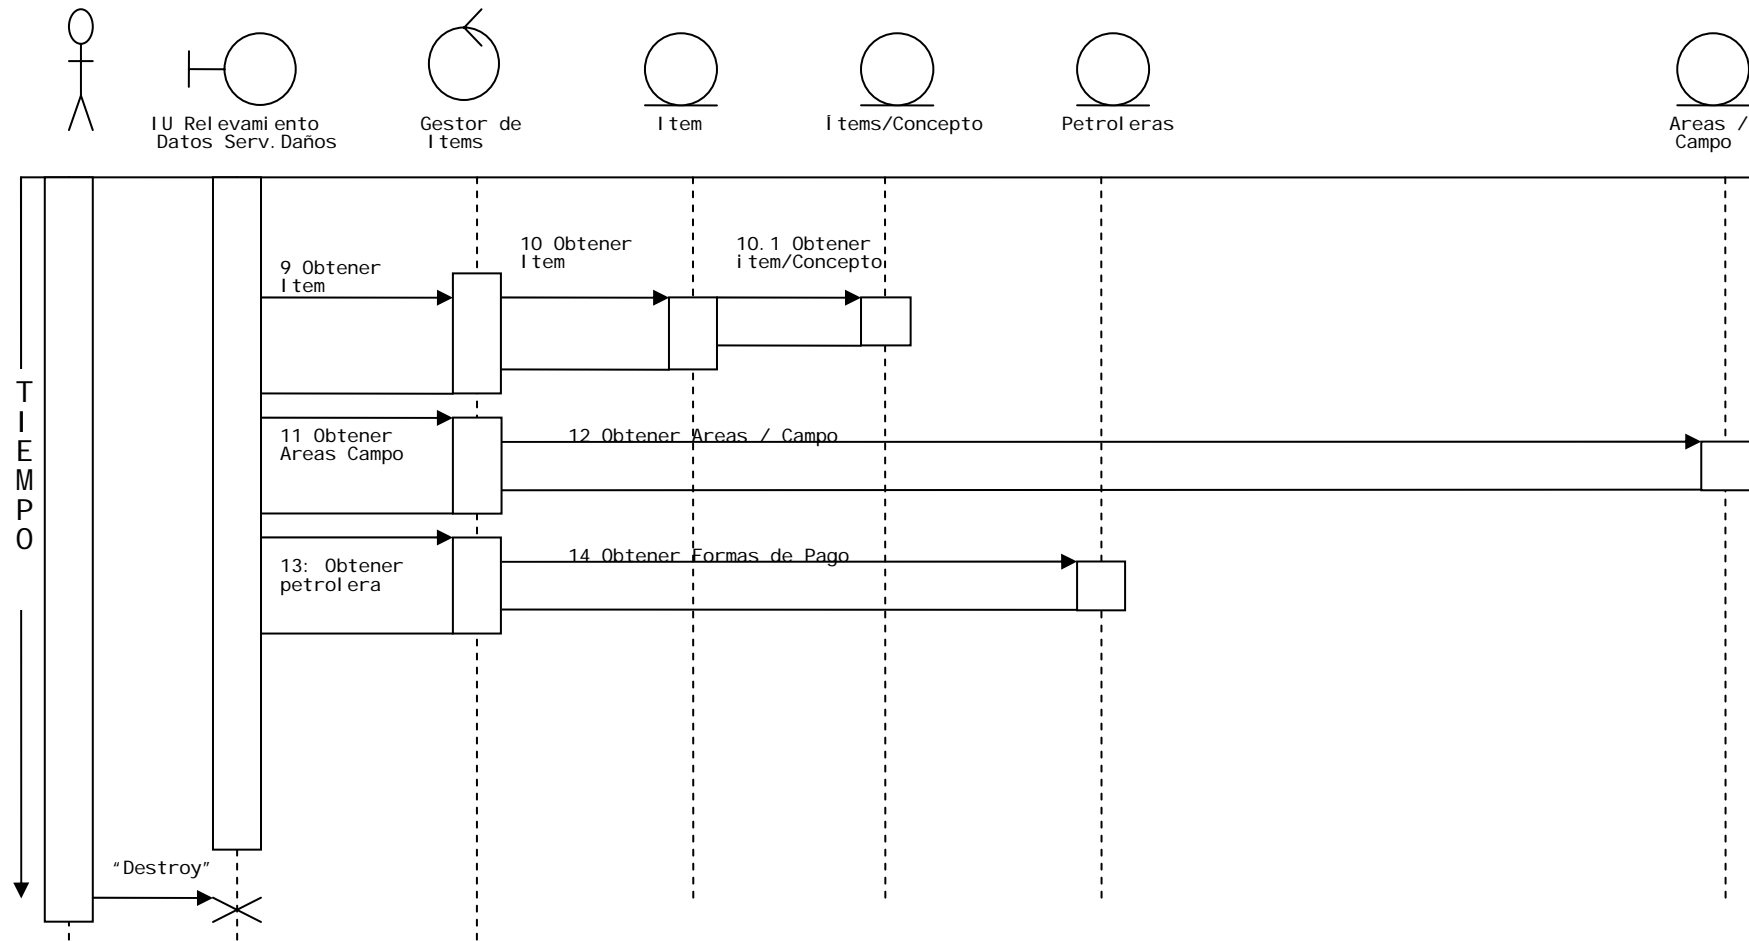 IU Relevamiento
Datos Serv.Daños
Gestor de
Items
Item
Ítems/Concepto
Petroleras
Areas /
Campo
9 Obtener
Item
10 Obtener
Item
10.1 Obtener
item/Concepto
TIEMPO
11 Obtener
Areas Campo
12 Obtener Areas / Campo
13: Obtener
petrolera
14 Obtener Formas de Pago
“Destroy”